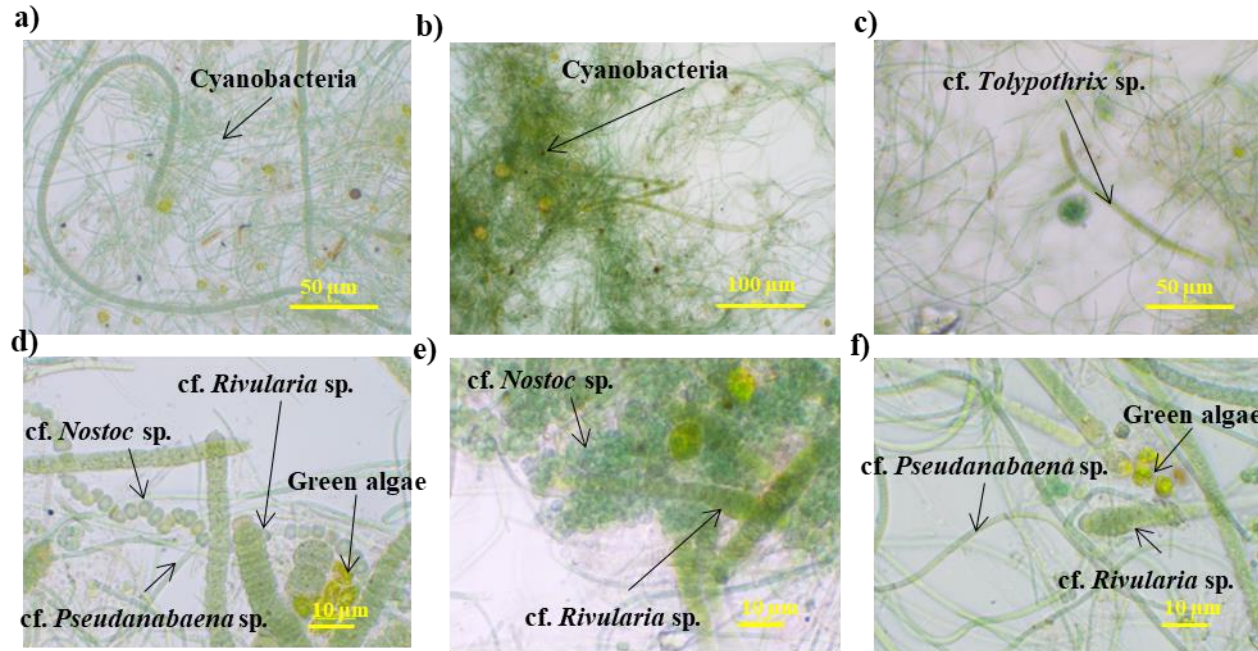 a)
Cyanobacteria
50 µm
b)
Cyanobacteria
100 µm
c)
cf. Tolypothrix sp.
50 µm
d)
cf. Rivularia sp.
cf. Nostoc sp.
Green algae
cf. Pseudanabaena sp.
10 µm
e)
cf. Nostoc sp.
cf. Rivularia sp.
10 µm
f)
Green algae
cf. Pseudanabaena sp.
cf. Rivularia sp.
10 µm